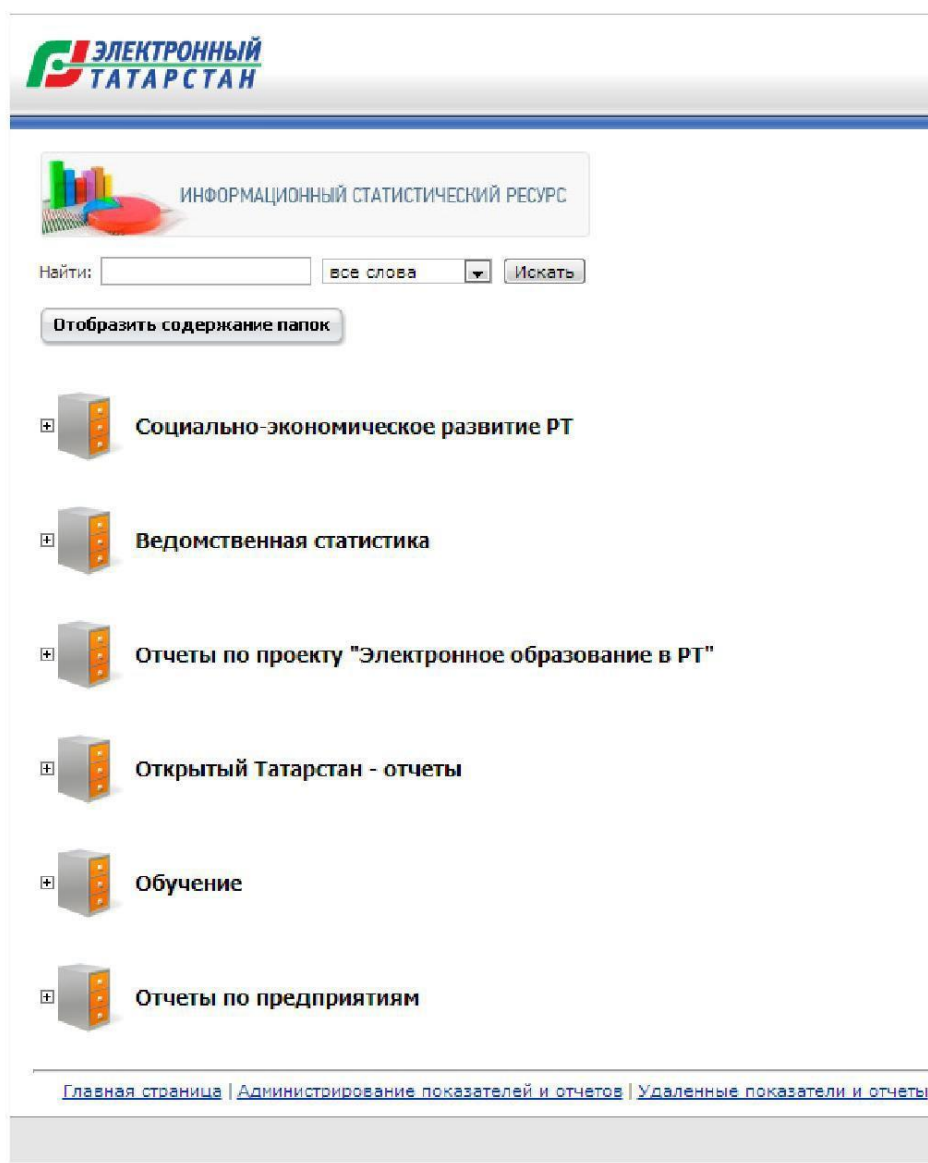 ЭЛЕКТРОННЫЙ
ТАТАРСТАН
ИНФОРМАЦИОННЫЙ СТАТИСТИЧЕСКИЙ РЕСУРС
Найти: все слова Искать
Отобразить содержание папок
Социально-экономическое развитие РТ
Ведомственная статистика
Отчеты по проекту "Электронное образование в РТ"
Открытый Татарстан - отчеты
Обучение
Отчеты по предприятиям
Главная страница | Администрирование показателей и отчетов | Удаленные показатели и отчеты